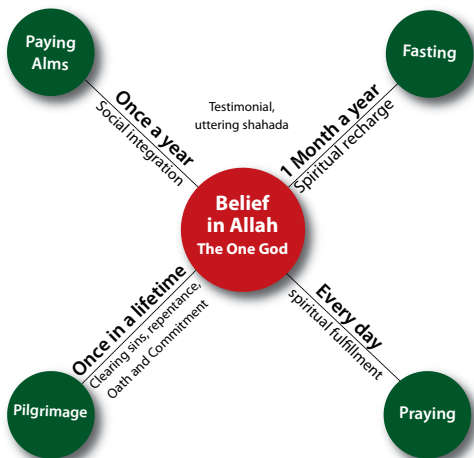 Paying
Alms
Fasting
Once a year
Social integration
Testimonial,
uttering shahada
1 Month a year
Spiritual recharge
Belief
in Allah
The One God
Once in a lifetime
Clearing sins, repentance,
Oath and Commitment
Every day
spiritual fulfillment
Pilgrimage
Praying